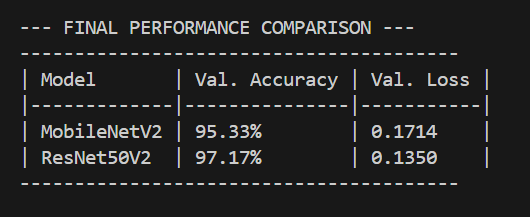 --- FINAL PERFORMANCE COMPARISON ---
----------------------------------------
| Model       | Val. Accuracy | Val. Loss |
|-------------|---------------|-----------|
| MobileNetV2 | 95.33%        | 0.1714    |
| ResNet50V2  | 97.17%        | 0.1350    |
----------------------------------------